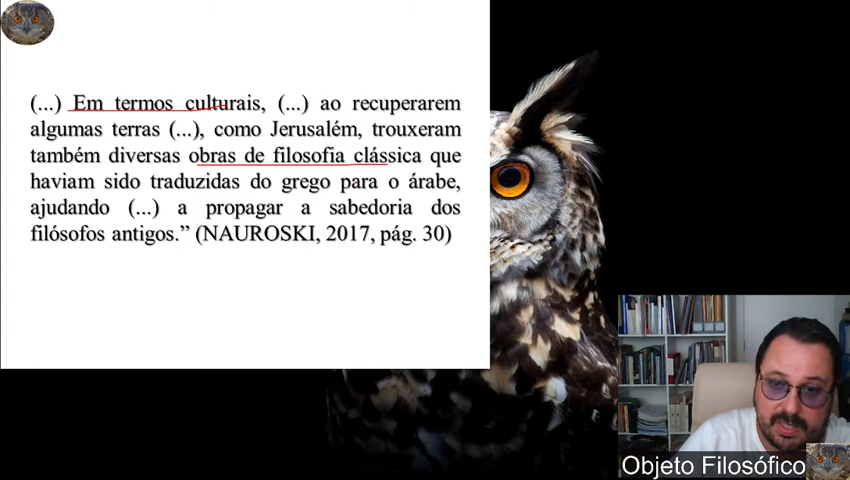 (...) Em termos culturais, (...) ao recuperarem
algumas terras (...), como Jerusalém, trouxeram
também diversas obras de filosofia clássica que
haviam sido traduzidas do grego para o árabe,
ajudando (...) a propagar a sabedoria dos
filósofos antigos.” (NAUROSKI, 2017, pág. 30)
Objeto Filosófico